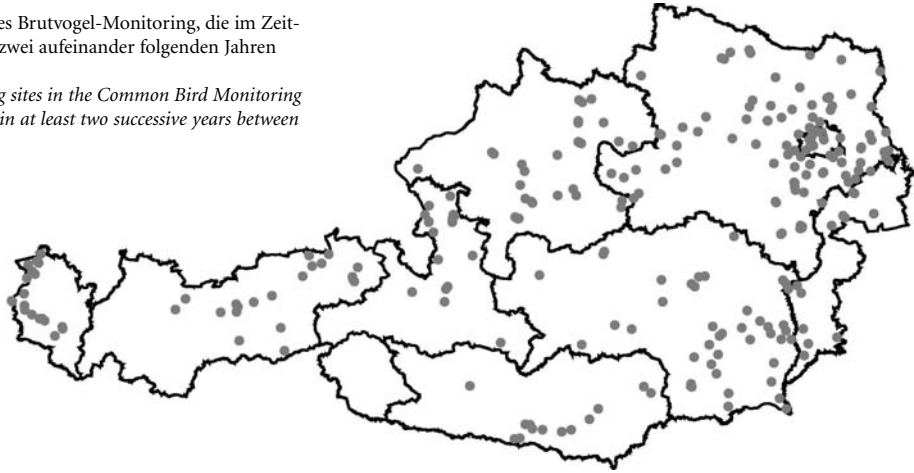 es Brutvogel-Monitoring, die im Zeit-
zwei aufeinander folgenden Jahren
g sites in the Common Bird Monitoring
in at least two successive years between